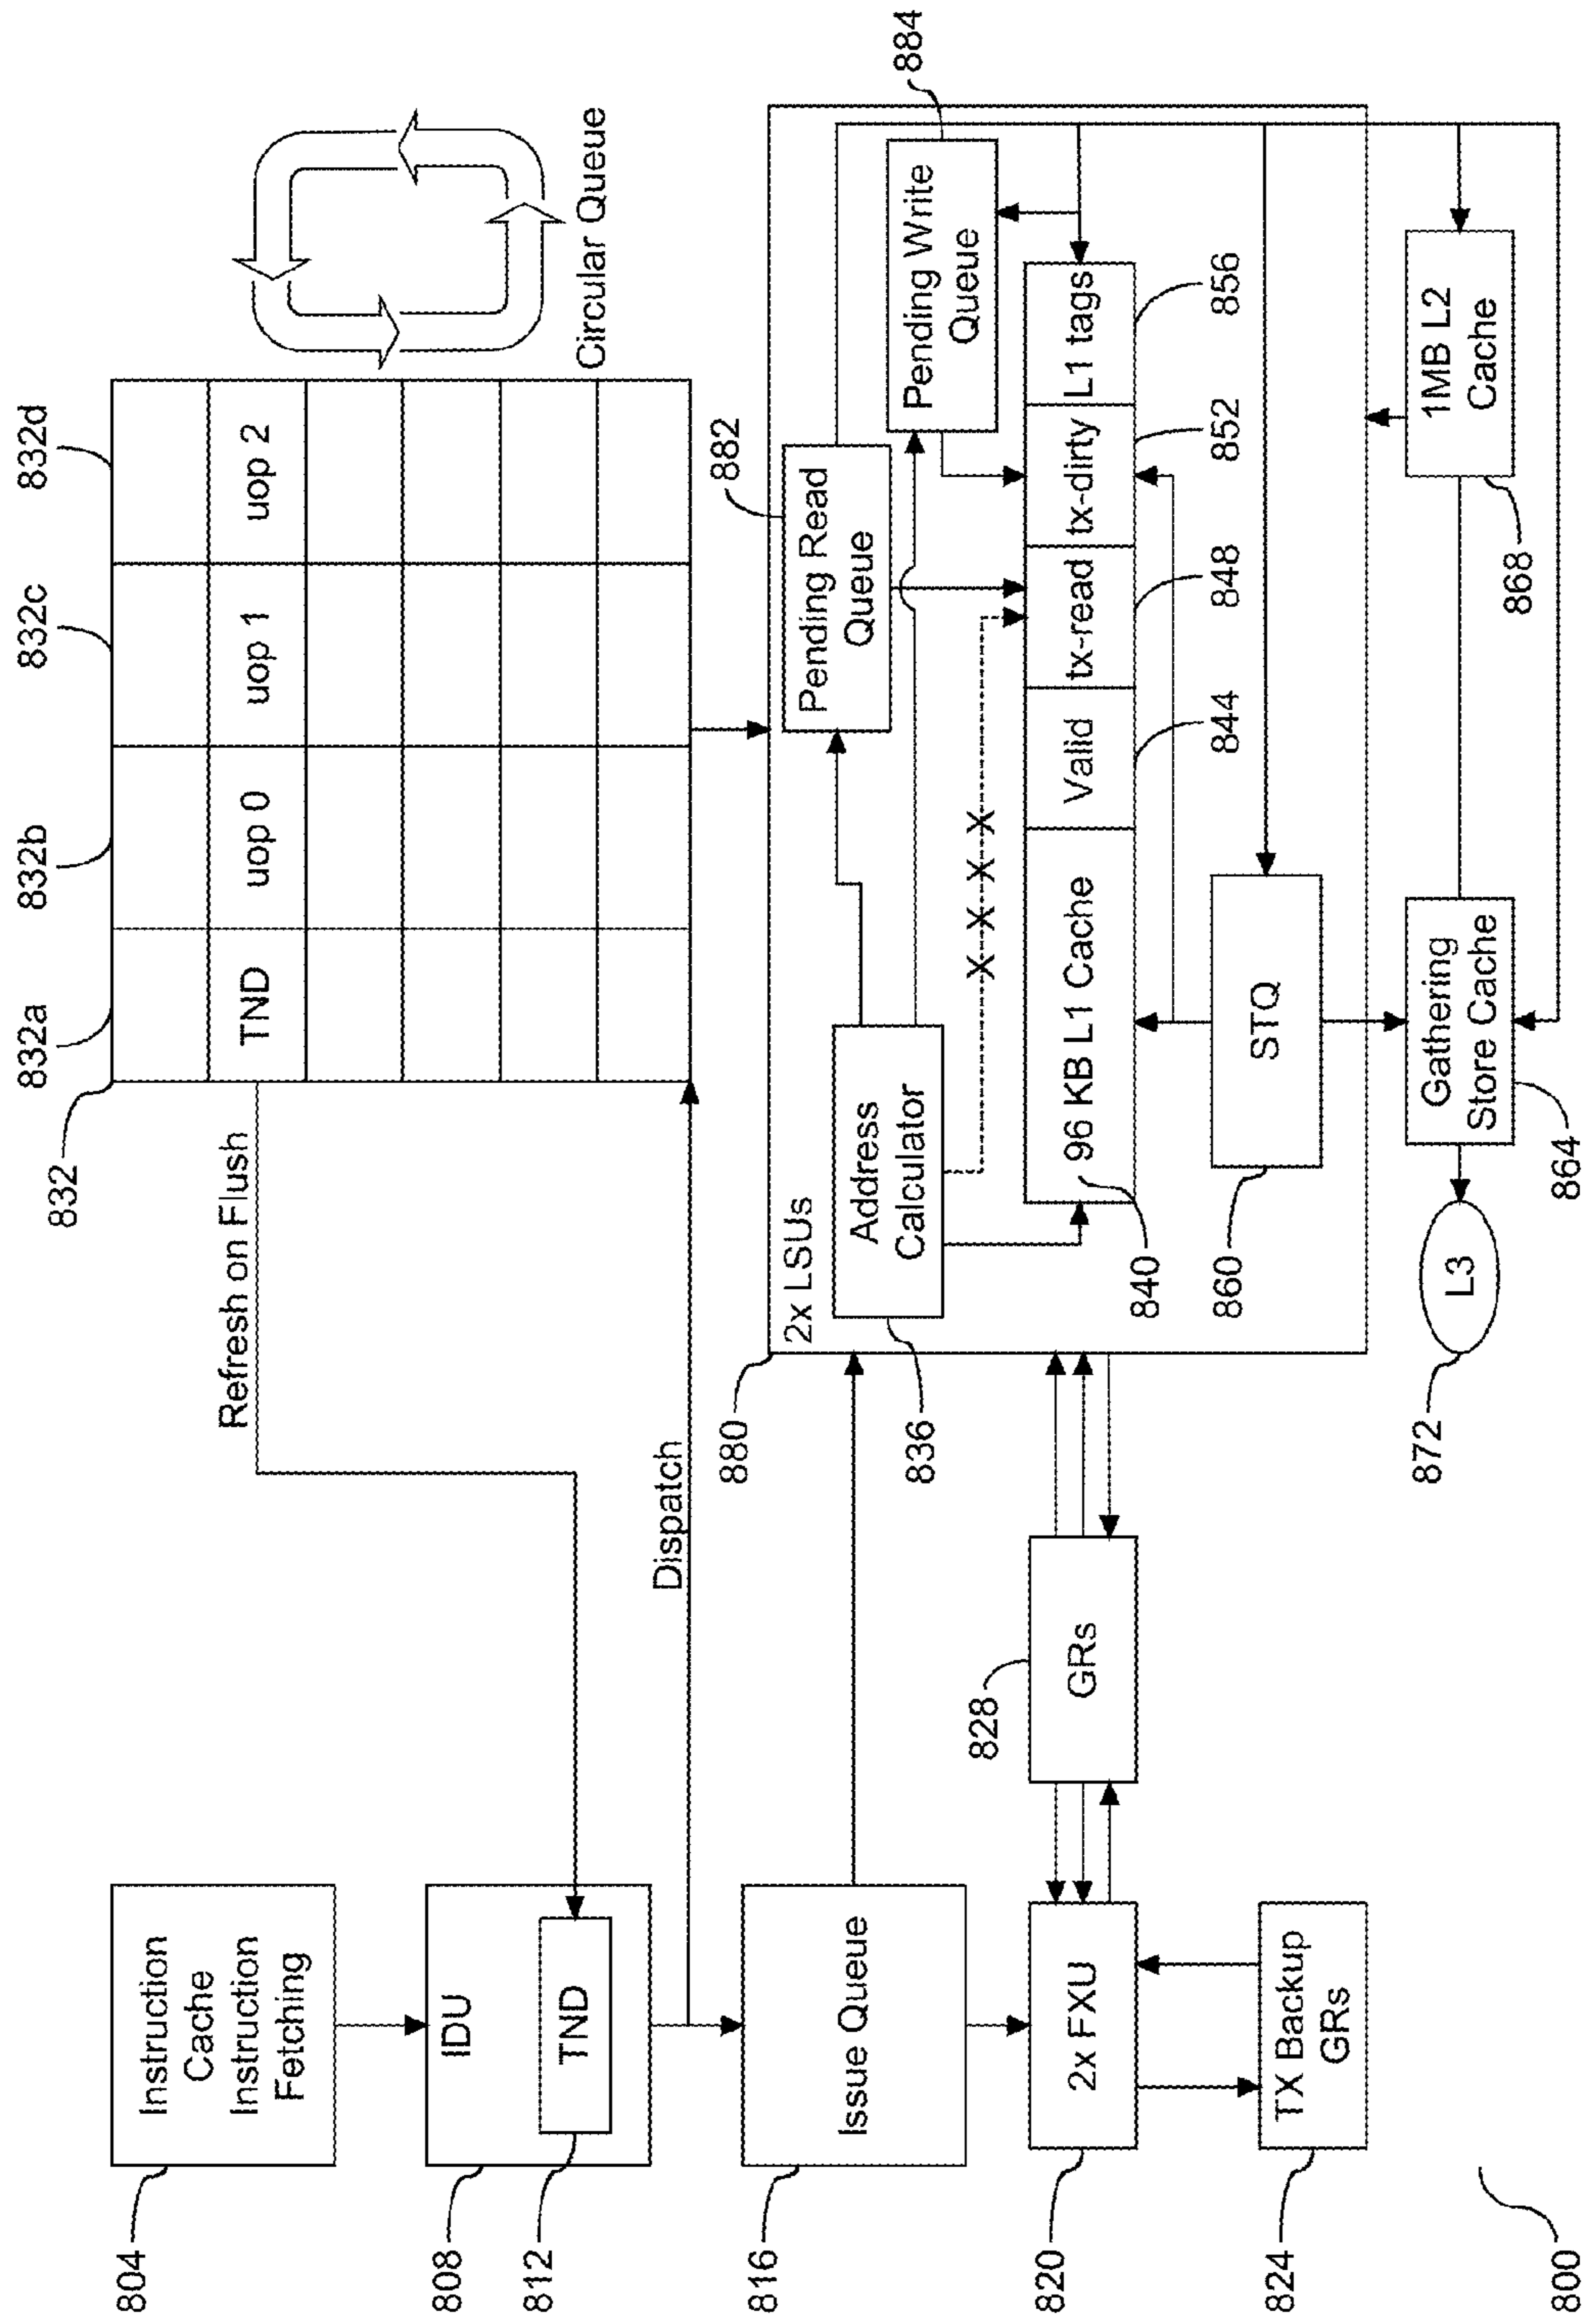 804
Instruction
Cache
Instruction
Fetching
808
IDU
812
TND
Refresh on Flush
Dispatch
832
832a
832b
832c
832d
TND
uop 0
uop 1
uop 2
Circular Queue
816
Issue Queue
820
2x FXU
824
TX Backup
GRs
828
GRs
880
2x LSUs
836
Address
Calculator
882
Pending Read
Queue
884
Pending Write
Queue
X X X X
840
96 KB L1 Cache
Valid
844
tx-read
848
tx-dirty
852
L1 tags
856
860
STQ
864
Gathering
Store Cache
868
1MB L2
Cache
872
L3
800